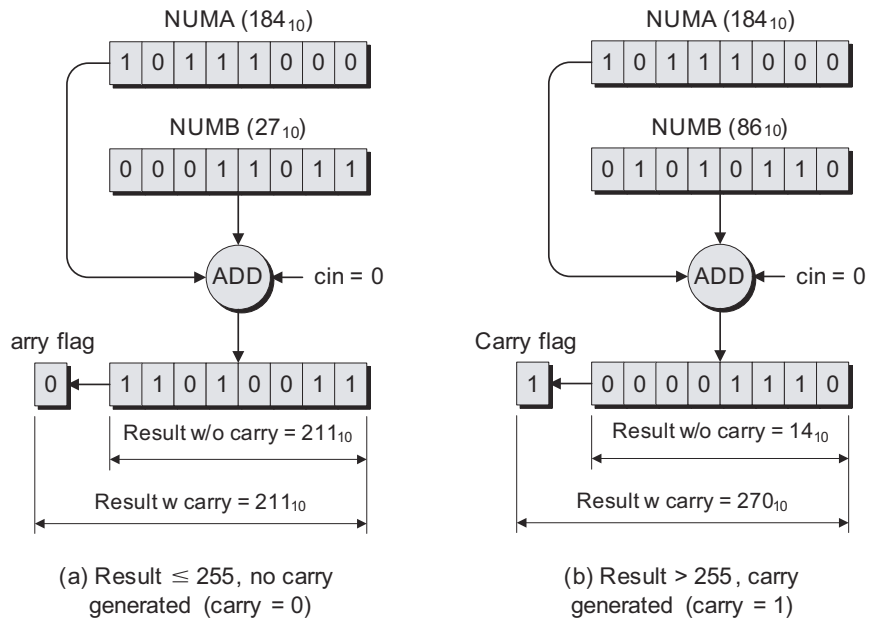 NUMA (184₁₀)
1 0 1 1 1 0 0 0
NUMB (27₁₀)
0 0 0 1 1 0 1 1
ADD
cin = 0
arry flag
0
1 1 0 1 0 0 1 1
Result w/o carry = 211₁₀
Result w carry = 211₁₀
(a) Result ≤ 255, no carry
generated (carry = 0)
NUMA (184₁₀)
1 0 1 1 1 0 0 0
NUMB (86₁₀)
0 1 0 1 0 1 1 0
ADD
cin = 0
Carry flag
1
0 0 0 0 1 1 1 0
Result w/o carry = 14₁₀
Result w carry = 270₁₀
(b) Result > 255, carry
generated (carry = 1)